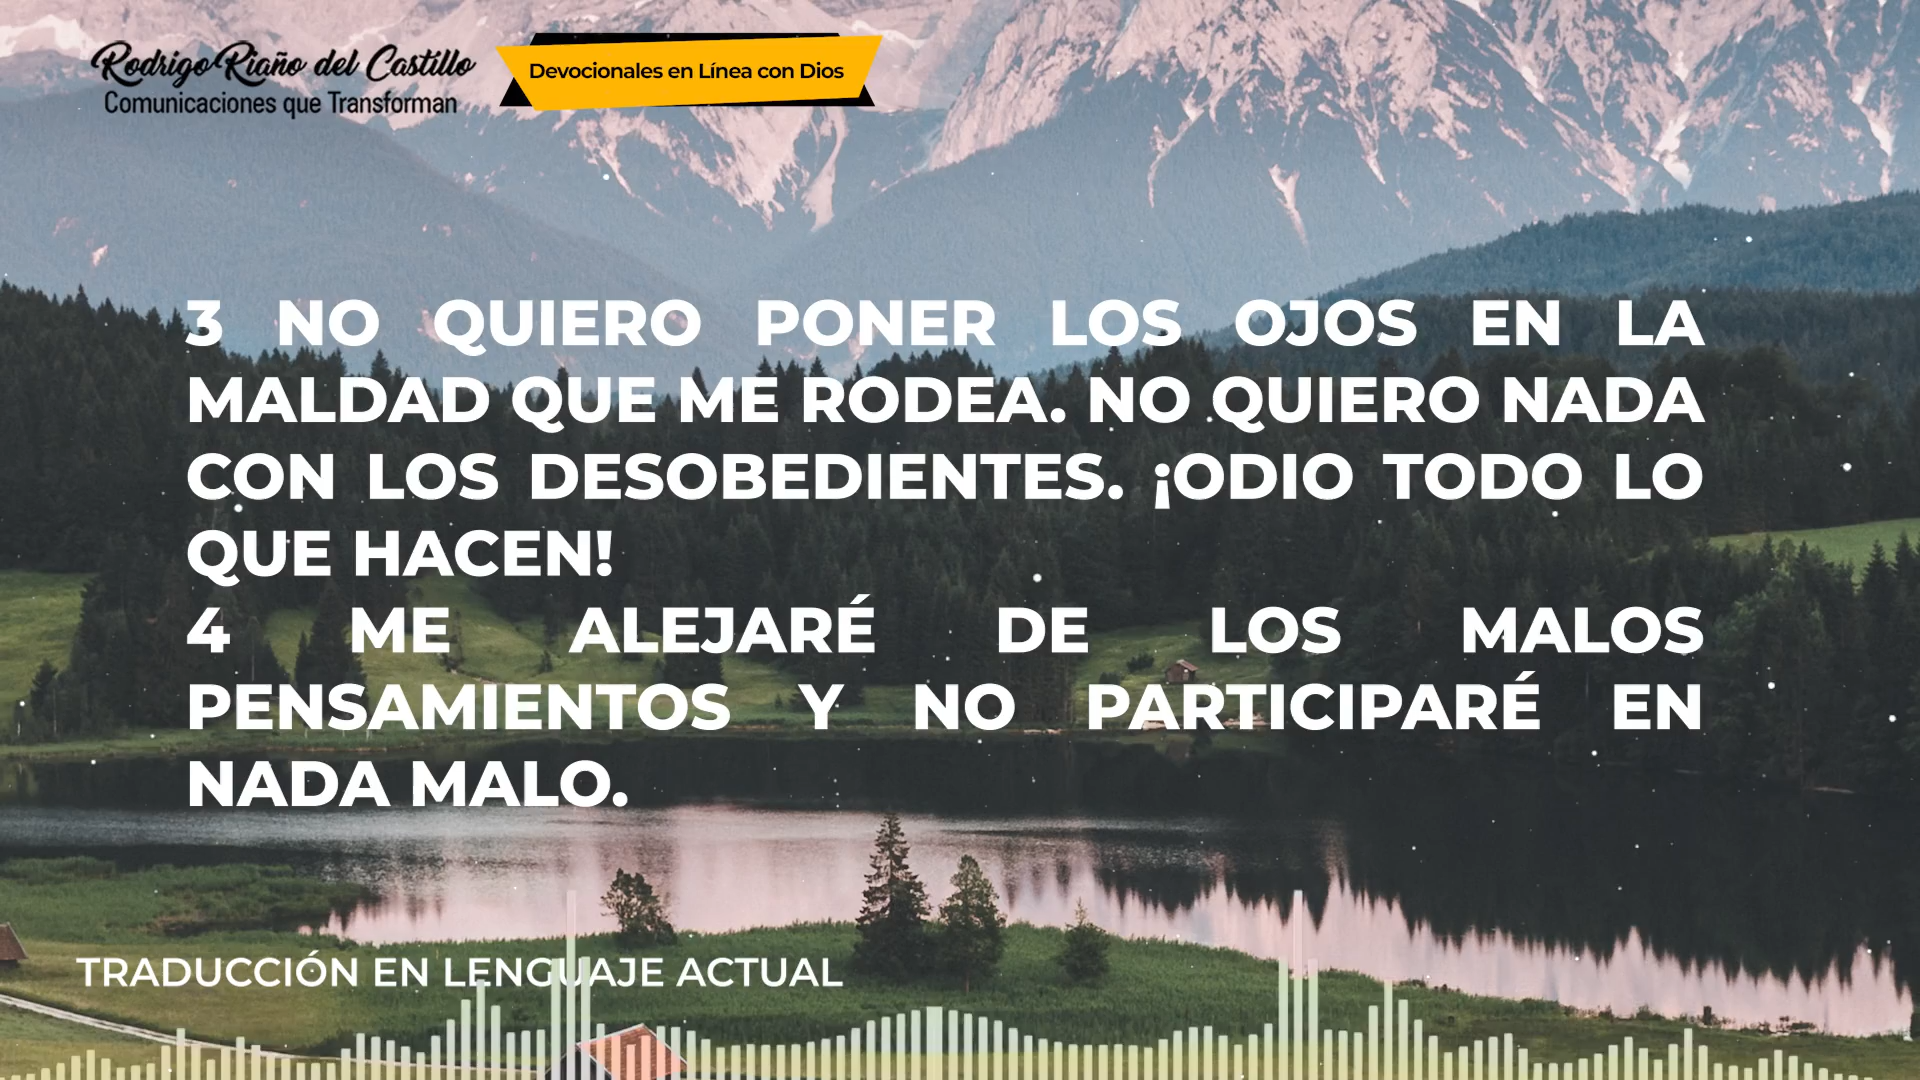 Rodrigo Riaño del Castillo
Comunicaciones que Transforman
Devocionales en Línea con Dios
3 NO QUIERO PONER LOS OJOS EN LA
MALDAD QUE ME RODEA. NO QUIERO NADA
CON LOS DESOBEDIENTES. ¡ODIO TODO LO
QUE HACEN!
4 ME ALEJARÉ DE LOS MALOS
PENSAMIENTOS Y NO PARTICIPARÉ EN
NADA MALO.
TRADUCCIÓN EN LENGUAJE ACTUAL